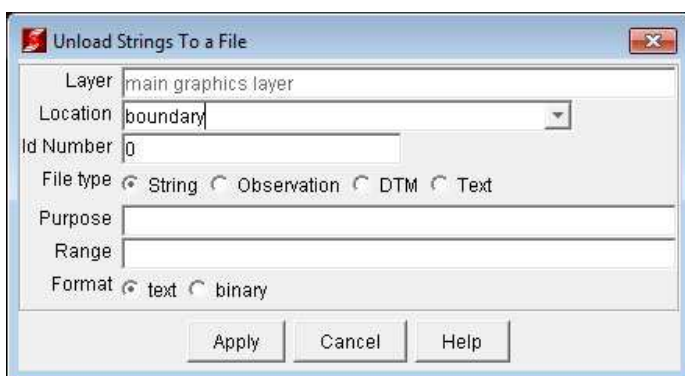 Unload Strings To a File
Layer main graphics layer
Location boundary
Id Number 0
File type String Observation DTM Text
Purpose
Range
Format text binary
Apply Cancel Help